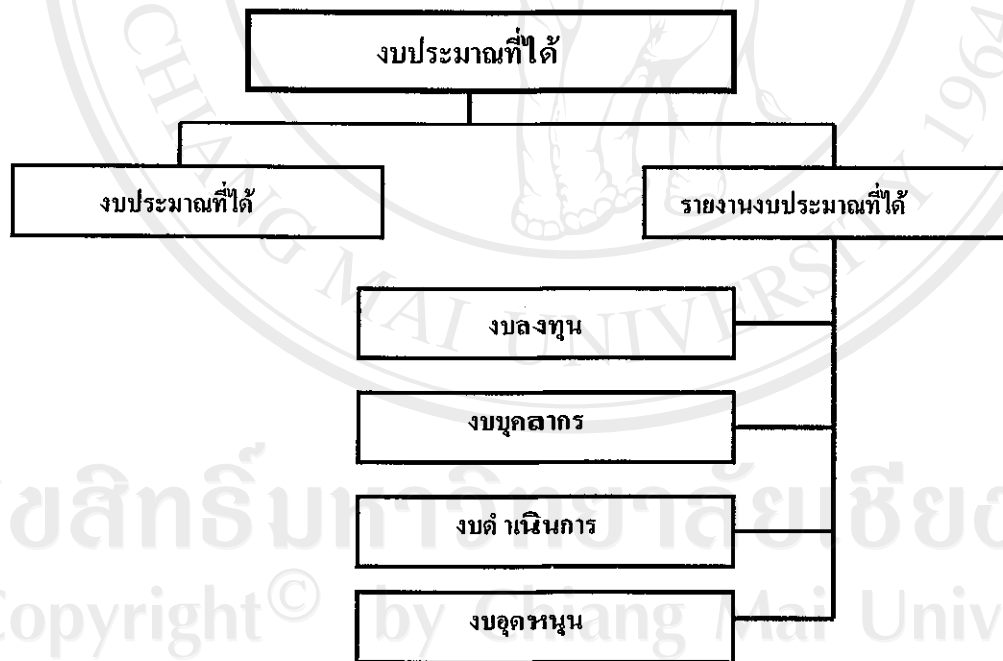 งบประมาณที่ได้
งบประมาณที่ได้
รายงานงบประมาณที่ได้
งบลงทุน
งบบุคลากร
งบดำเนินการ
งบอุดหนุน
CHIANG MAI UNIVERSITY 1964
ขสิทธิ์มหาวิทยาลัยเชียง
Copyright© by Chiang Mai Univ